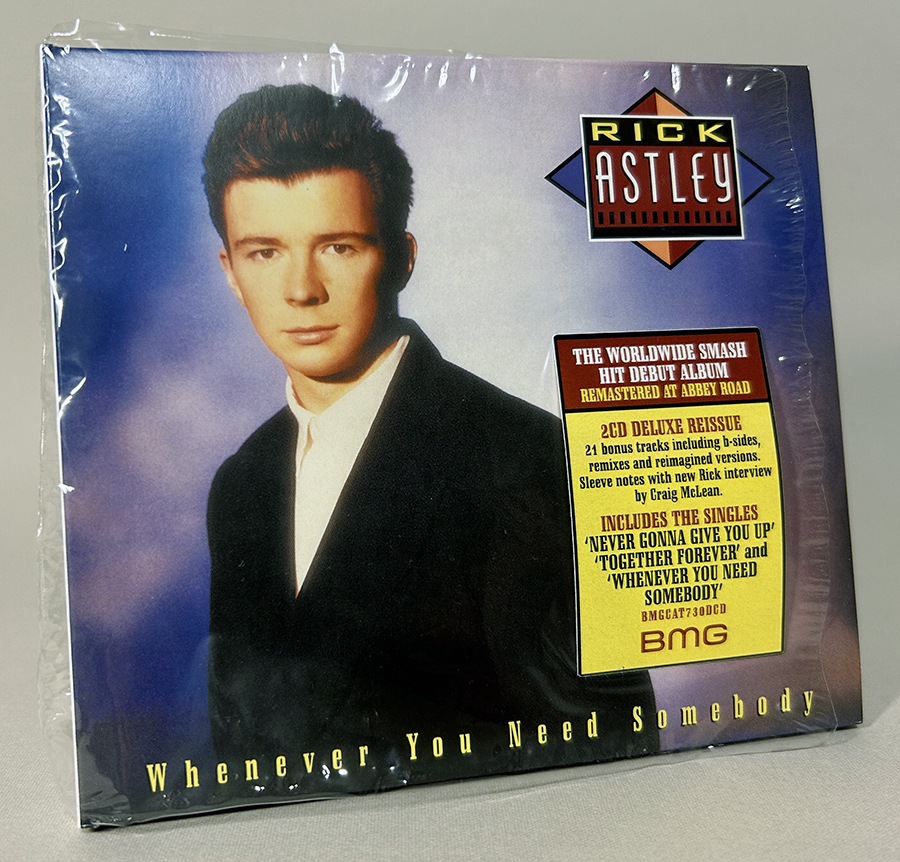 RICK
ASTLEY
THE WORLDWIDE SMASH
HIT DEBUT ALBUM
REMASTERED AT ABBEY ROAD
2CD DELUXE REISSUE
21 bonus tracks including b-sides,
remixes and reimagined versions.
Sleeve notes with new Rick interview
by Craig McLean.
INCLUDES THE SINGLES
‘NEVER GONNA GIVE YOU UP’
‘TOGETHER FOREVER’ and
‘WHENEVER YOU NEED
SOMEBODY’
BMGCAT730DCD
BMG
Whenever You Need Somebody